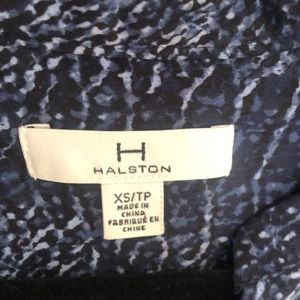 H
HALSTON
XS/TP
MADE IN
CHINA
FABRIQUÉ EN
CHINE